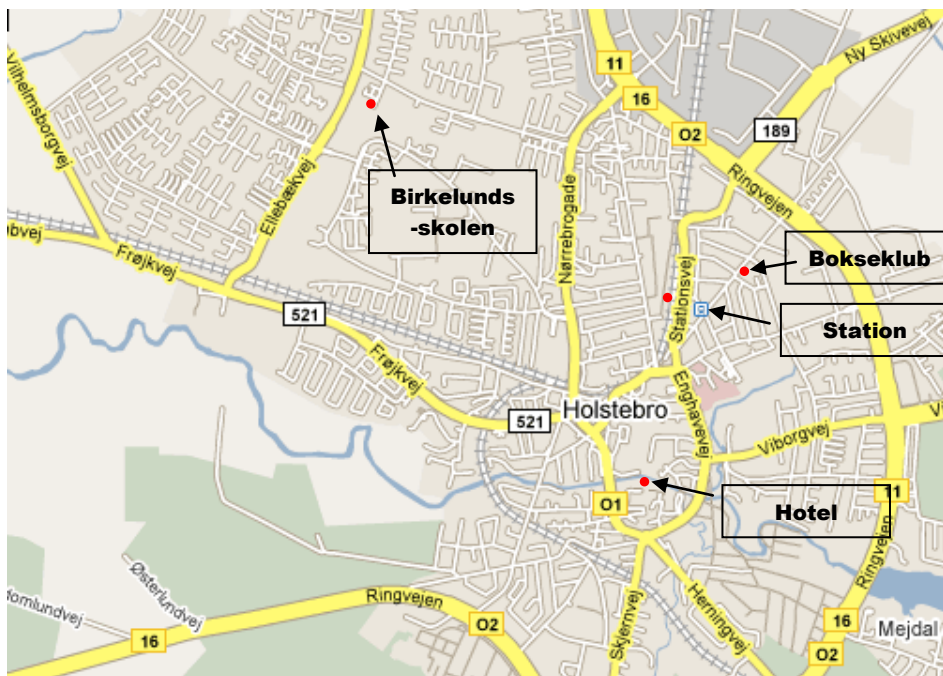 11
16
O2
Ny Skivevej
189
Ringvejen
Vilhelmsborgvej
Ellebækvej
Birkelunds
-skolen
Nørrebrogade
Bokseklub
Stationsvej
Station
Frøjkvej
521
Frøjkvej
Enghavevej
521
Holstebro
Viborgvej
O1
Hotel
11
Ringvejen
Østerlundvej
Ringvejen
O2
16
Skjernvej
Herningvej
16
O2
Mejdal